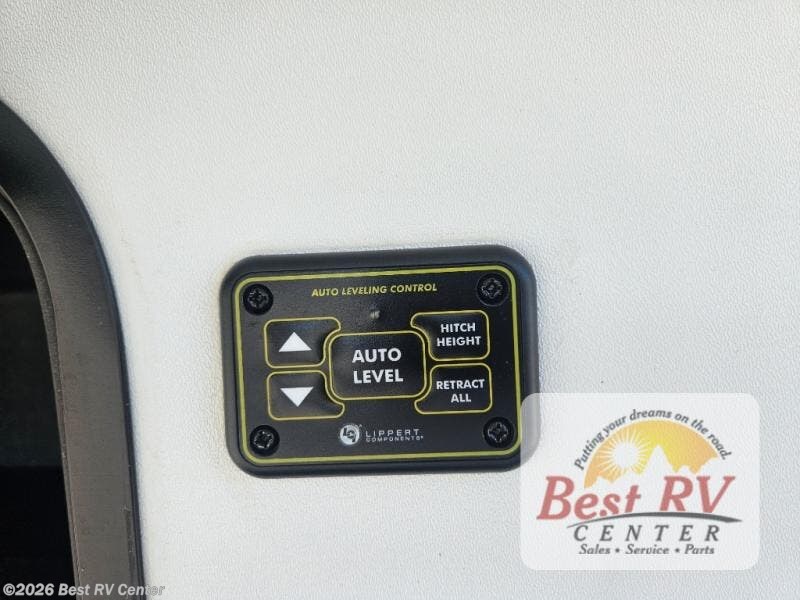 AUTO LEVELING CONTROL
AUTO
LEVEL
HITCH
HEIGHT
RETRACT
ALL
LCI LIPPERT
COMPONENTS®
Putting your dreams on the road.
Best RV
CENTER
Sales • Service • Parts
©2026 Best RV Center